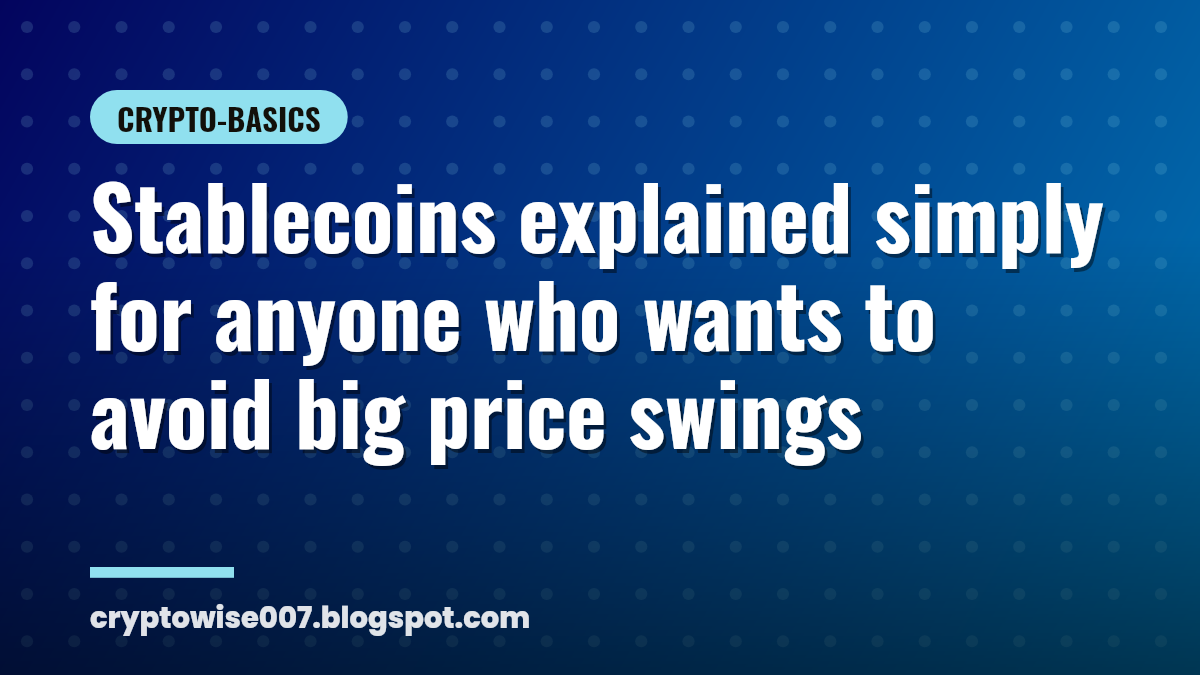 CRYPTO-BASICS
Stablecoins explained simply
for anyone who wants to
avoid big price swings
cryptowise007.blogspot.com